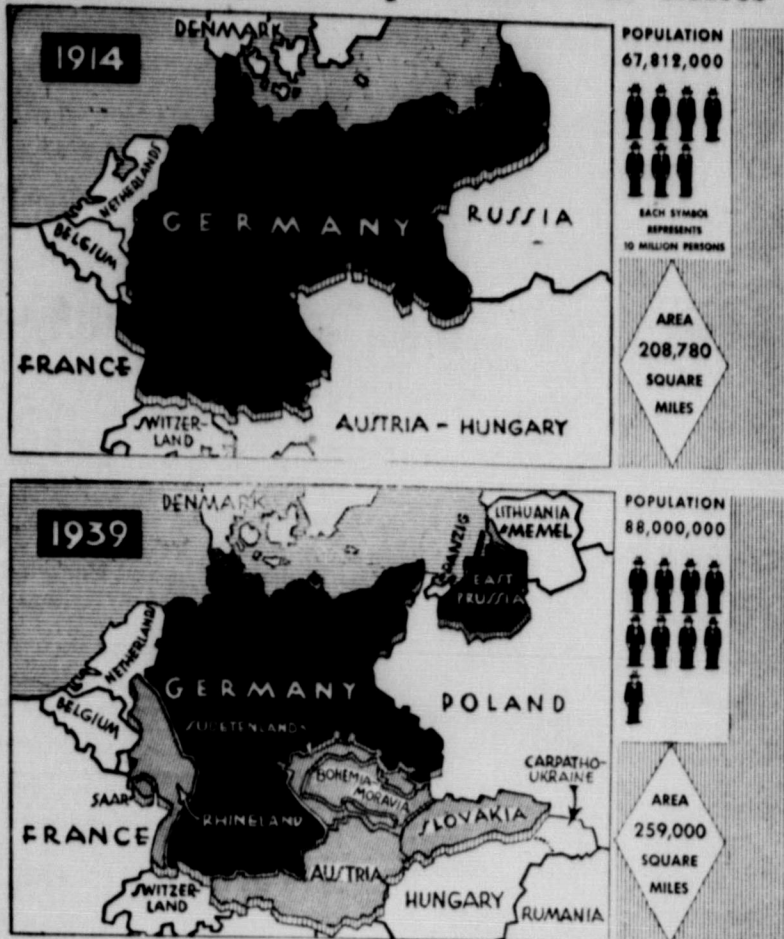 1914
DENMARK
NETHERLANDS
BELGIUM
GERMANY
RUSSIA
FRANCE
SWITZER-
LAND
AUSTRIA - HUNGARY
POPULATION
67,812,000
EACH SYMBOL
REPRESENTS
10 MILLION PERSONS
AREA
208,780
SQUARE
MILES
1939
DENMARK
LITHUANIA
MEMEL
DANZIG
EAST
PRUSSIA
NETHERLANDS
BELGIUM
GERMANY
SUDETENLANDS
POLAND
BOHEMIA-
MORAVIA
CARPATHO-
UKRAINE
SAAR
RHINELAND
SLOVAKIA
FRANCE
AUSTRIA
SWITZER-
LAND
HUNGARY
RUMANIA
POPULATION
88,000,000
AREA
259,000
SQUARE
MILES